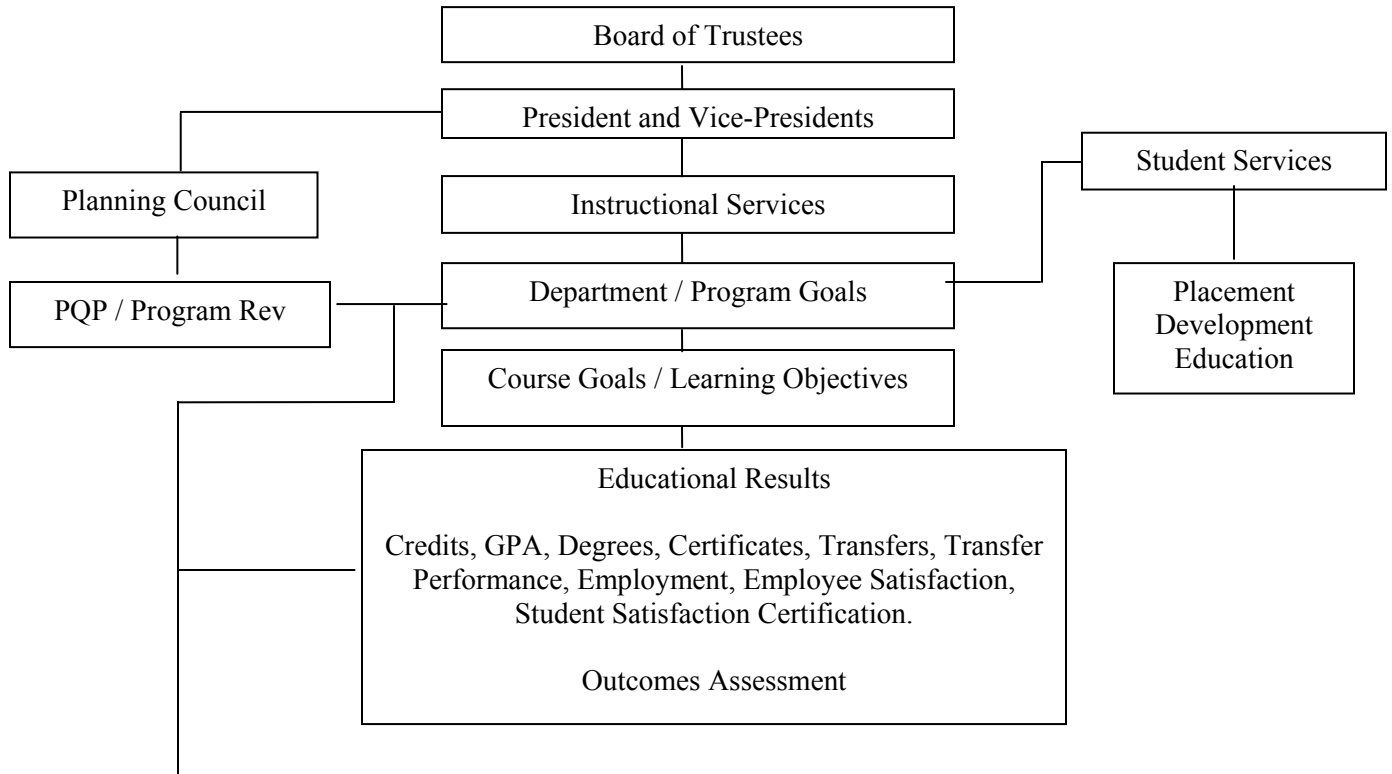 Board of Trustees
President and Vice-Presidents
Student Services
Planning Council
Instructional Services
PQP / Program Rev
Department / Program Goals
Placement
Development
Education
Course Goals / Learning Objectives
Educational Results
Credits, GPA, Degrees, Certificates, Transfers, Transfer
Performance, Employment, Employee Satisfaction,
Student Satisfaction Certification.
Outcomes Assessment